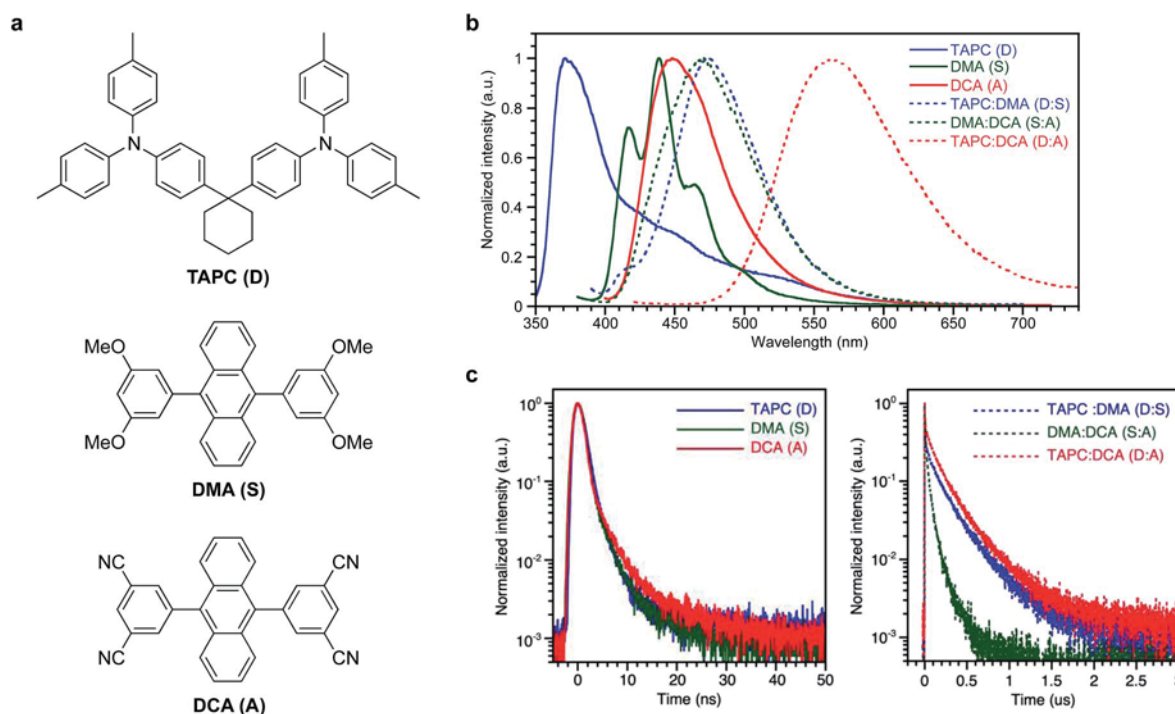 a
N
N
TAPC (D)
MeO
OMe
OMe
OMe
DMA (S)
NC
CN
CN
CN
DCA (A)
b
Normalized intensity (a.u.)
1
0.8
0.6
0.4
0.2
0
350 400 450 500 550 600 650 700
Wavelength (nm)
TAPC (D)
DMA (S)
DCA (A)
TAPC:DMA (D:S)
DMA:DCA (S:A)
TAPC:DCA (D:A)
c
Normalized intensity (a.u.)
10⁰
10⁻¹
10⁻²
10⁻³
0 10 20 30 40 50
Time (ns)
TAPC (D)
DMA (S)
DCA (A)
Normalized intensity (a.u.)
10⁰
10⁻¹
10⁻²
10⁻³
0 0.5 1 1.5 2 2.5
Time (us)
TAPC :DMA (D:S)
DMA:DCA (S:A)
TAPC:DCA (D:A)